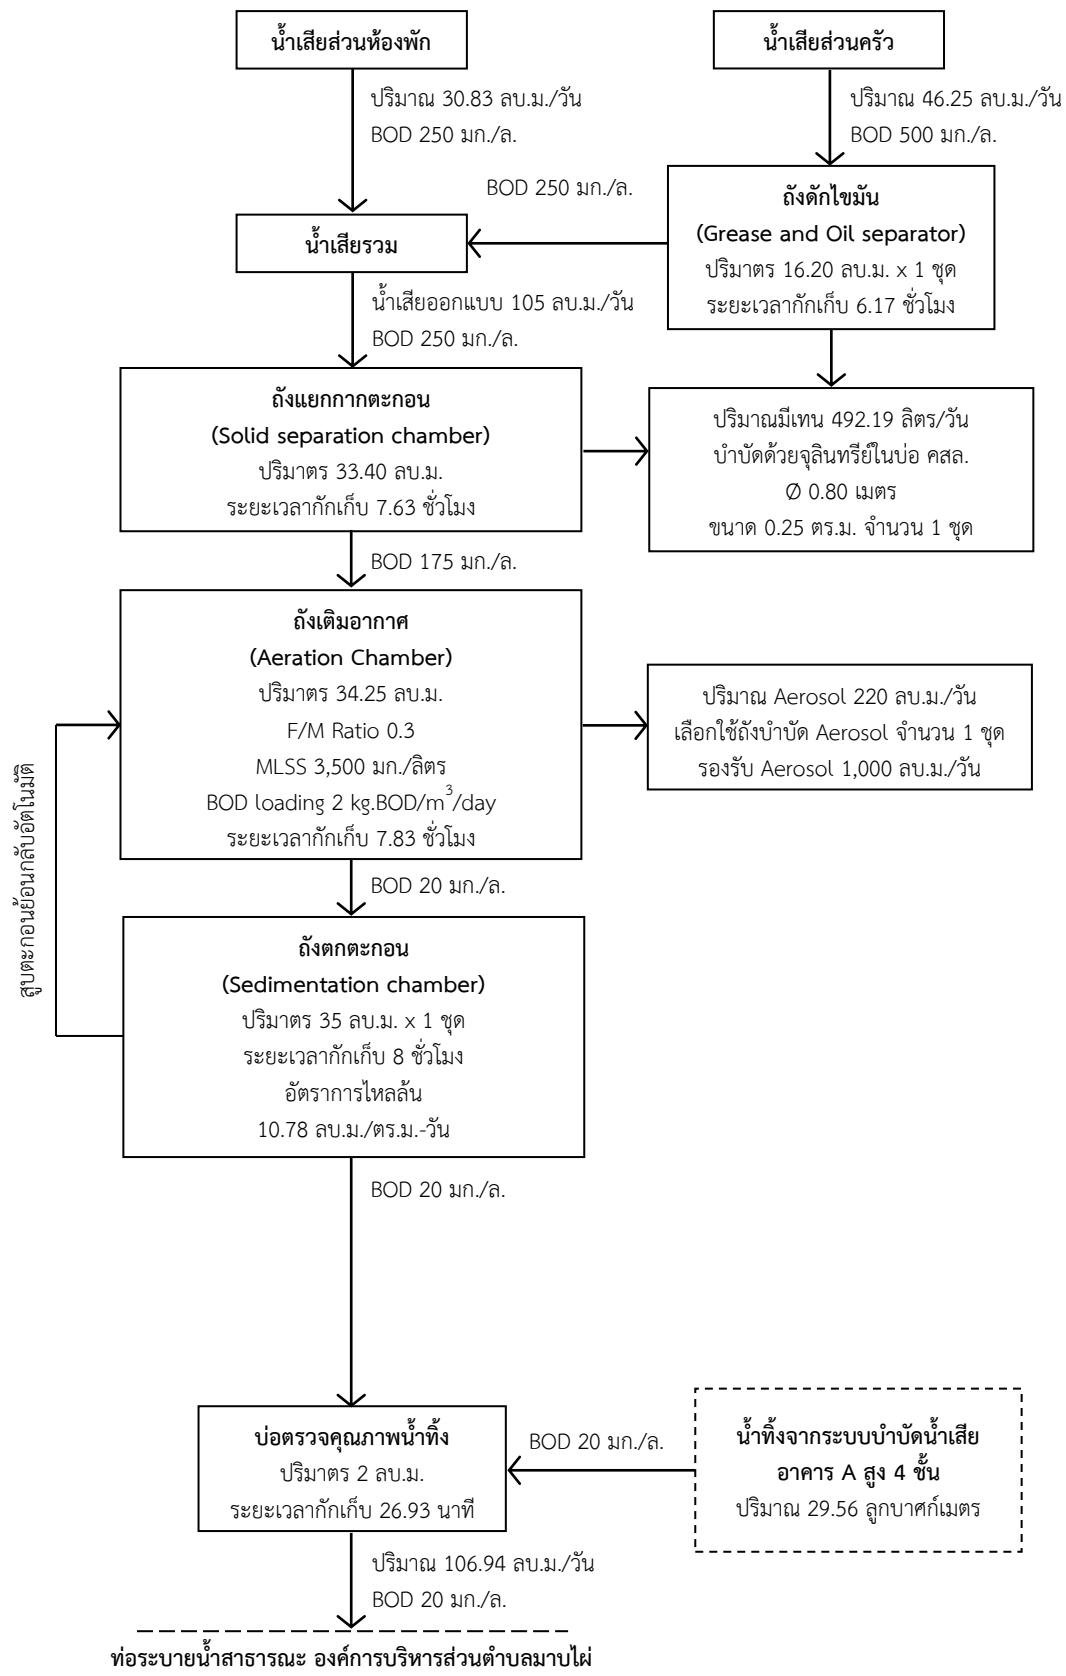 น้ำเสียส่วนห้องพัก
น้ำเสียส่วนครัว
ปริมาณ 30.83 ลบ.ม./วัน
BOD 250 มก./ล.
ปริมาณ 46.25 ลบ.ม./วัน
BOD 500 มก./ล.
BOD 250 มก./ล.
ถังดักไขมัน
(Grease and Oil separator)
ปริมาตร 16.20 ลบ.ม. x 1 ชุด
ระยะเวลากักเก็บ 6.17 ชั่วโมง
น้ำเสียรวม
น้ำเสียออกแบบ 105 ลบ.ม./วัน
BOD 250 มก./ล.
ถังแยกกากตะกอน
(Solid separation chamber)
ปริมาตร 33.40 ลบ.ม.
ระยะเวลากักเก็บ 7.63 ชั่วโมง
ปริมาณมีเทน 492.19 ลิตร/วัน
บำบัดด้วยจุลินทรีย์ในบ่อ คสล.
Ø 0.80 เมตร
ขนาด 0.25 ตร.ม. จำนวน 1 ชุด
BOD 175 มก./ล.
ถังเติมอากาศ
(Aeration Chamber)
ปริมาตร 34.25 ลบ.ม.
F/M Ratio 0.3
MLSS 3,500 มก./ลิตร
BOD loading 2 kg.BOD/m³/day
ระยะเวลากักเก็บ 7.83 ชั่วโมง
ปริมาณ Aerosol 220 ลบ.ม./วัน
เลือกใช้ถังบำบัด Aerosol จำนวน 1 ชุด
รองรับ Aerosol 1,000 ลบ.ม./วัน
สูบตะกอนย้อนกลับอัตโนมัติ
BOD 20 มก./ล.
ถังตกตะกอน
(Sedimentation chamber)
ปริมาตร 35 ลบ.ม. x 1 ชุด
ระยะเวลากักเก็บ 8 ชั่วโมง
อัตราการไหลล้น
10.78 ลบ.ม./ตร.ม.-วัน
BOD 20 มก./ล.
บ่อตรวจคุณภาพน้ำทิ้ง
ปริมาตร 2 ลบ.ม.
ระยะเวลากักเก็บ 26.93 นาที
BOD 20 มก./ล.
น้ำทิ้งจากระบบบำบัดน้ำเสีย
อาคาร A สูง 4 ชั้น
ปริมาณ 29.56 ลูกบาศก์เมตร
ปริมาณ 106.94 ลบ.ม./วัน
BOD 20 มก./ล.
ท่อระบายน้ำสาธารณะ องค์การบริหารส่วนตำบลมาบไผ่